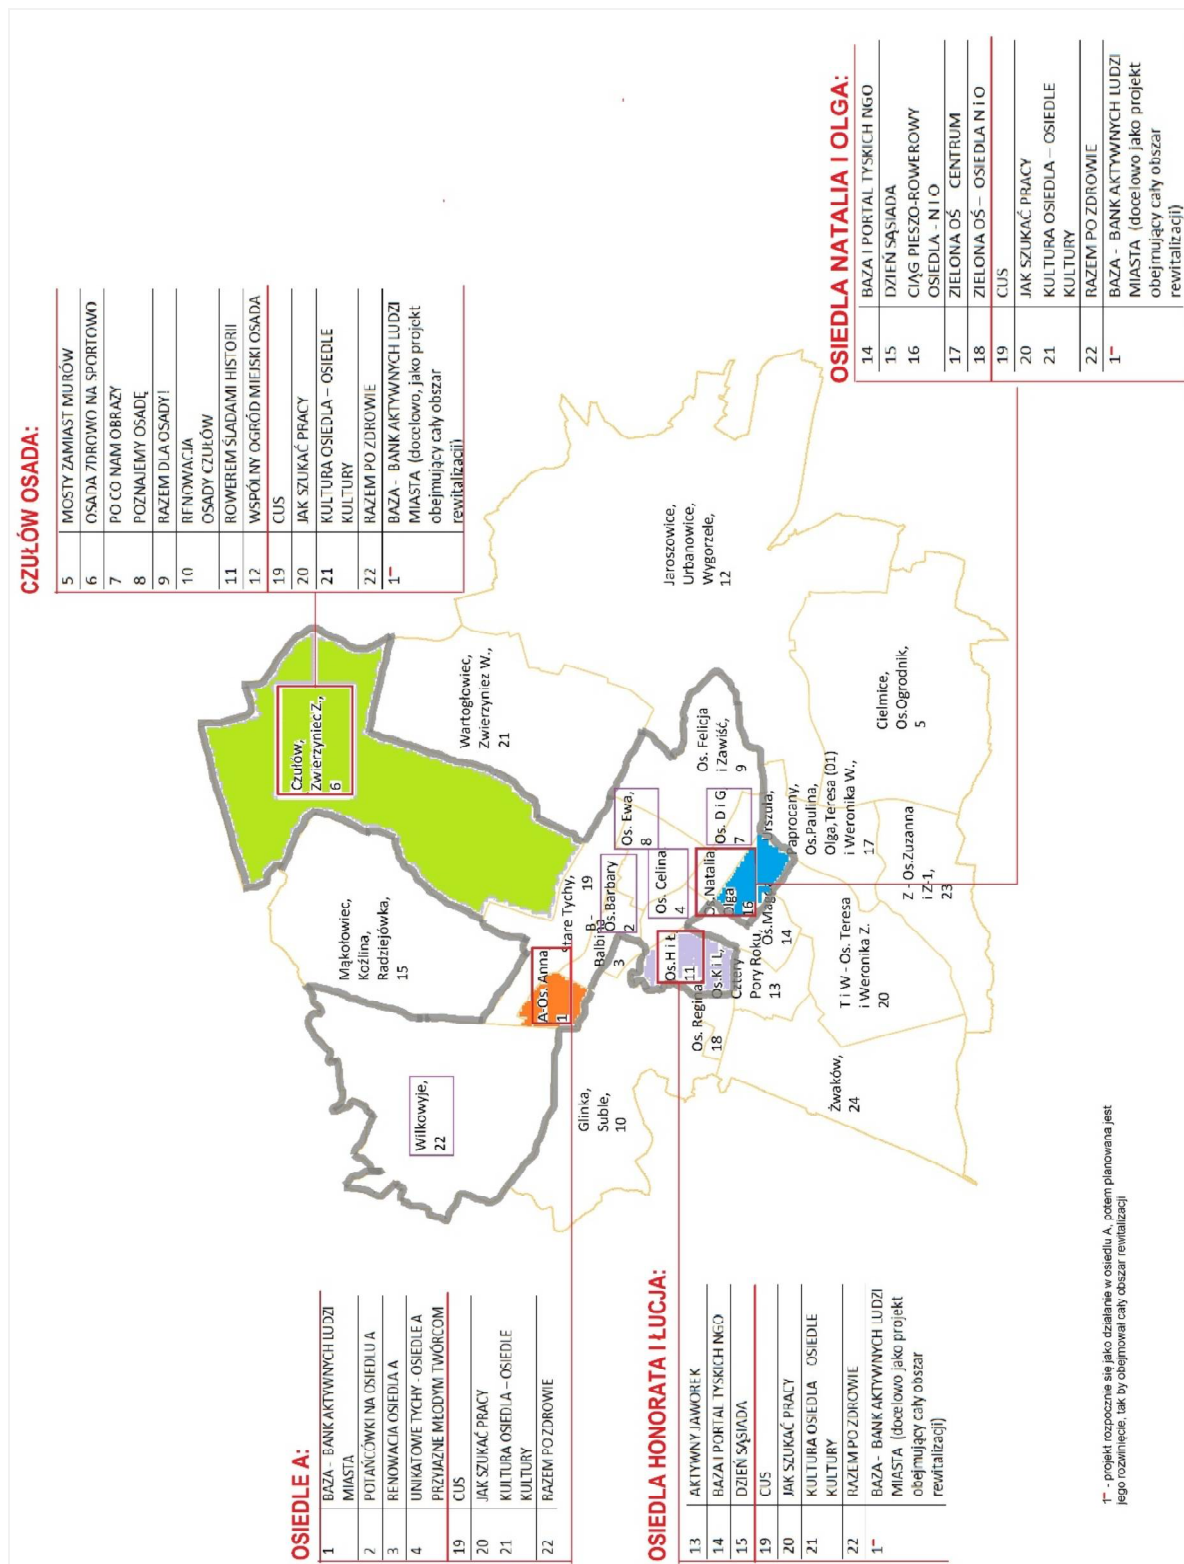 OSIEDLE A:
1 BAZA - BANK AKTYWNYCH LUDZI
MIASTA
2 POTAŃCÓWKI NA OSIEDLU A
3 RENOWACJA OSIEDLA A
4 UNIKATOWE TYCHY - OSIEDLE A
PRZYJAZNE MŁODYM TWÓRCOM
19 CUS
20 JAK SZUKAĆ PRACY
21 KULTURA OSIEDLA – OSIEDLE
KULTURY
22 RAZEM PO ZDROWIE
CZUŁÓW OSADA:
5 MOSTY ZAMIAST MURÓW
6 OSADA ZDROWO NA SPORTOWO
7 PO CO NAM OBRAZY
8 POZNAJEMY OSADĘ
9 RAZEM DLA OSADY!
10 RENOWACJA
OSADY CZUŁÓW
11 ROWEREM ŚLADAMI HISTORII
12 WSPÓLNY OGRÓD MIEJSKI OSADA
19 CUS
20 JAK SZUKAĆ PRACY
21 KULTURA OSIEDLA – OSIEDLE
KULTURY
22 RAZEM PO ZDROWIE
1– BAZA - BANK AKTYWNYCH LUDZI
MIASTA (docelowo, jako projekt
obejmujący cały obszar
rewitalizacji)
Czułów,
Zwierzyniec Z.,
6
Mąkołowiec,
Koźlina,
Radziejówka,
15
Wartogłowiec,
Zwierzyniez W.,
21
Wilkowyje,
22
A-Os. Anna
1
Stare Tychy,
19
B-
Os.Barbary
2
Balbina
3
Os. Ewa,
8
Os. Celina,
4
Os. Felicja
i Zawiść,
9
Os. D i G
7
Jaroszowice,
Urbanowice,
Wygorzele,
12
Glinka,
Suble,
10
Os.H i Ł
11
Os.K i L,
Cztery
Pory Roku,
13
Os. Regina
18
Os.Natalia,
Olga
16
Urszula,
Os.Magd
14
Paprocany,
Os.Paulina,
Olga,Teresa (01)
i Weronika W.,
17
Cielmice,
Os.Ogrodnik,
5
Z - Os.Zuzanna
i Z-1,
23
T i W - Os. Teresa
i Weronika Z.
20
Żwaków,
24
OSIEDLA HONORATA I ŁUCJA:
13 AKTYWNY JAWOREK
14 BAZA I PORTAL TYSKICH NGO
15 DZIEŃ SĄSIADA
19 CUS
20 JAK SZUKAĆ PRACY
21 KULTURA OSIEDLA OSIEDLE
KULTURY
22 RAZEM PO ZDROWIE
1– BAZA - BANK AKTYWNYCH LUDZI
MIASTA (docelowo jako projekt
obejmujący cały obszar
rewitalizacji)
OSIEDLA NATALIA I OLGA:
14 BAZA I PORTAL TYSKICH NGO
15 DZIEŃ SĄSIADA
16 CIĄG PIESZO-ROWEROWY
OSIEDLA - N I O
17 ZIELONA OŚ CENTRUM
18 ZIELONA OŚ – OSIEDLA N i O
19 CUS
20 JAK SZUKAĆ PRACY
21 KULTURA OSIEDLA – OSIEDLE
KULTURY
22 RAZEM PO ZDROWIE
1– BAZA - BANK AKTYWNYCH LUDZI
MIASTA (docelowo jako projekt
obejmujący cały obszar
rewitalizacji)
1– - projekt rozpocznie się jako działanie w osiedlu A, potem planowana jest
jego rozwinięcie, tak by obejmował cały obszar rewitalizacji